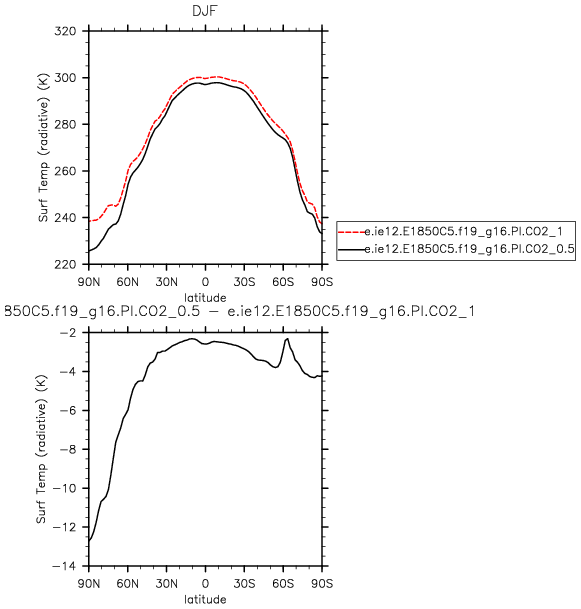 DJF
320
300
280
260
240
220
Surf Temp (radiative) (K)
90N 60N 30N 0 30S 60S 90S
latitude
e.ie12.E1850C5.f19_g16.PI.CO2_1
e.ie12.E1850C5.f19_g16.PI.CO2_0.5
850C5.f19_g16.PI.CO2_0.5 − e.ie12.E1850C5.f19_g16.PI.CO2_1
−2
−4
−6
−8
−10
−12
−14
Surf Temp (radiative) (K)
90N 60N 30N 0 30S 60S 90S
latitude